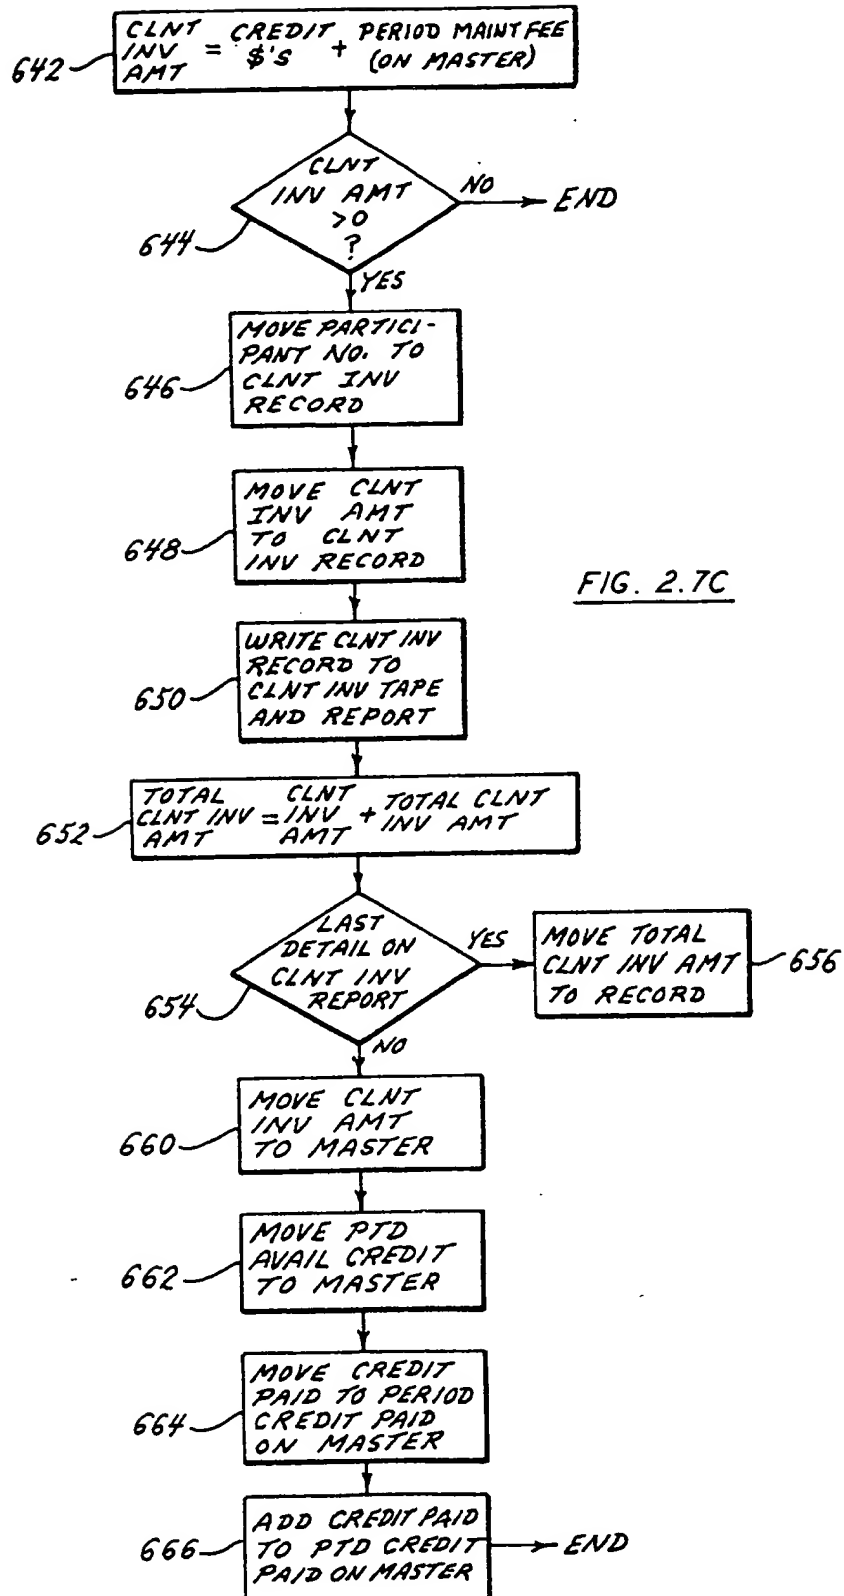 CLNT INV AMT = CREDIT $'S + PERIOD MAINT FEE (ON MASTER)
642
CLNT
INV AMT
>0
?
NO
END
644
YES
MOVE PARTICI-
PANT NO. TO
CLNT INV
RECORD
646
MOVE CLNT
INV AMT
TO CLNT
INV RECORD
648
FIG. 2.7C
WRITE CLNT INV
RECORD TO
CLNT INV TAPE
AND REPORT
650
TOTAL CLNT INV AMT = CLNT INV AMT + TOTAL CLNT INV AMT
652
LAST
DETAIL ON
CLNT INV
REPORT
654
YES
MOVE TOTAL
CLNT INV AMT
TO RECORD
656
NO
MOVE CLNT
INV AMT
TO MASTER
660
MOVE PTD
AVAIL CREDIT
TO MASTER
662
MOVE CREDIT
PAID TO PERIOD
CREDIT PAID
ON MASTER
664
ADD CREDIT PAID
TO PTD CREDIT
PAID ON MASTER
666
END